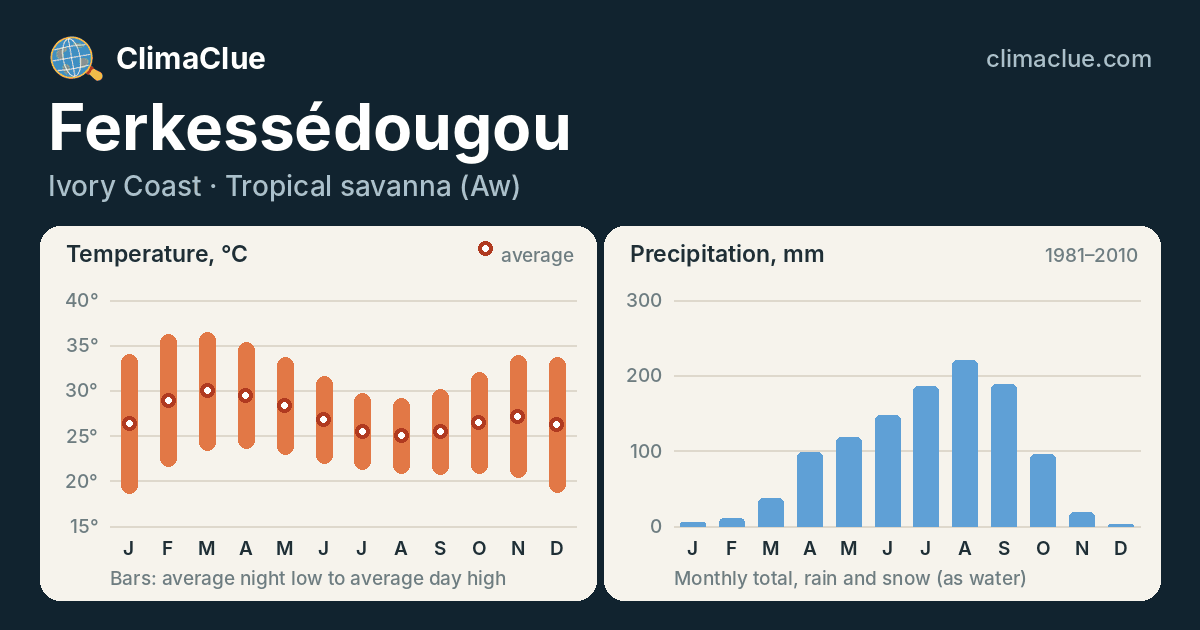 ClimaClue
climaclue.com
Ferkessédougou
Ivory Coast · Tropical savanna (Aw)
Temperature, °C
average
40°
35°
30°
25°
20°
15°
J F M A M J J A S O N D
Bars: average night low to average day high
Precipitation, mm
1981–2010
300
200
100
0
J F M A M J J A S O N D
Monthly total, rain and snow (as water)